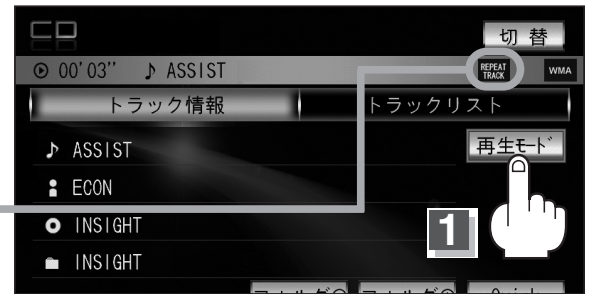 CD
切 替
00'03'' ♪ ASSIST REPEAT TRACK WMA
トラック情報 トラックリスト
♪ ASSIST 再生モード
ECON
INSIGHT
1
INSIGHT